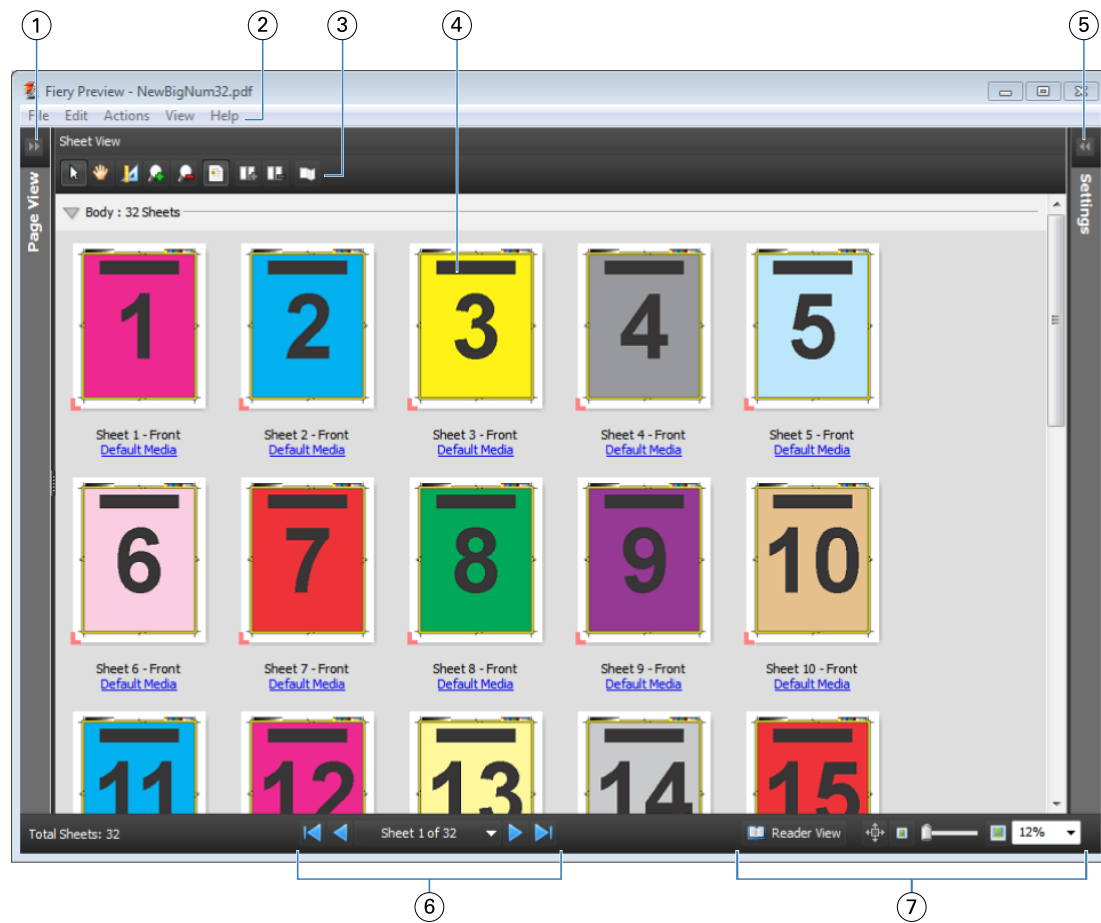 1 2 3 4 5
Fiery Preview - NewBigNum32.pdf
File Edit Actions View Help
Sheet View
Page View
Settings
Body : 32 Sheets
1 2 3 4 5
Sheet 1 - Front Sheet 2 - Front Sheet 3 - Front Sheet 4 - Front Sheet 5 - Front
Default Media Default Media Default Media Default Media Default Media
6 7 8 9 10
Sheet 6 - Front Sheet 7 - Front Sheet 8 - Front Sheet 9 - Front Sheet 10 - Front
Default Media Default Media Default Media Default Media Default Media
11 12 13 14 15
Total Sheets: 32 Sheet 1 of 32 Reader View 12%
6 7